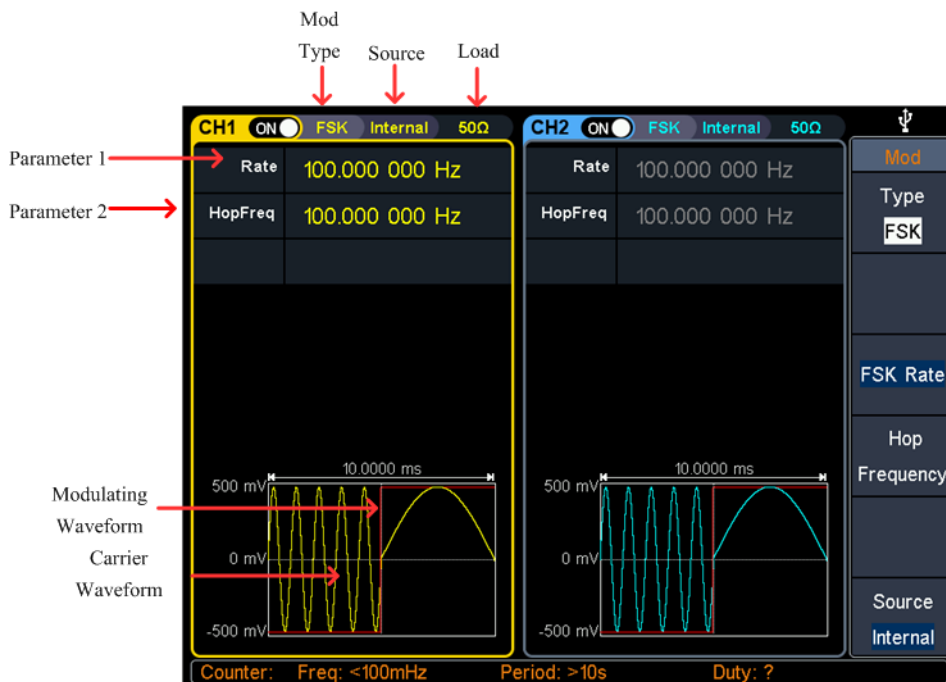 Mod
Type Source Load
CH1 ON FSK Internal 50Ω CH2 ON FSK Internal 50Ω
Mod
Parameter 1 Rate 100.000 000 Hz Rate 100.000 000 Hz
Type
FSK
Parameter 2 HopFreq 100.000 000 Hz HopFreq 100.000 000 Hz
FSK Rate
Hop
Frequency
10.0000 ms 10.0000 ms
500 mV 500 mV
Modulating
Waveform
Carrier
Waveform
0 mV 0 mV
-500 mV -500 mV
Source
Internal
Counter: Freq: <100mHz Period: >10s Duty: ?